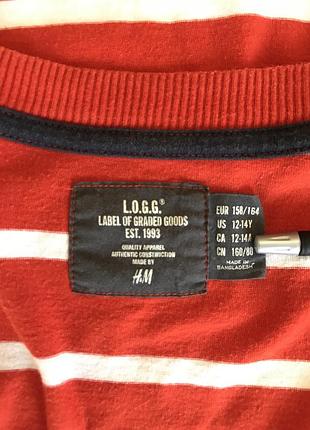 L.O.G.G.®
LABEL OF GRADED GOODS
EST. 1993
QUALITY APPAREL
AUTHENTIC CONSTRUCTION
MADE BY
H&M
EUR 158/164
US 12-14Y
CA 12-14
CN 160/80
MADE IN
BANGLADESH